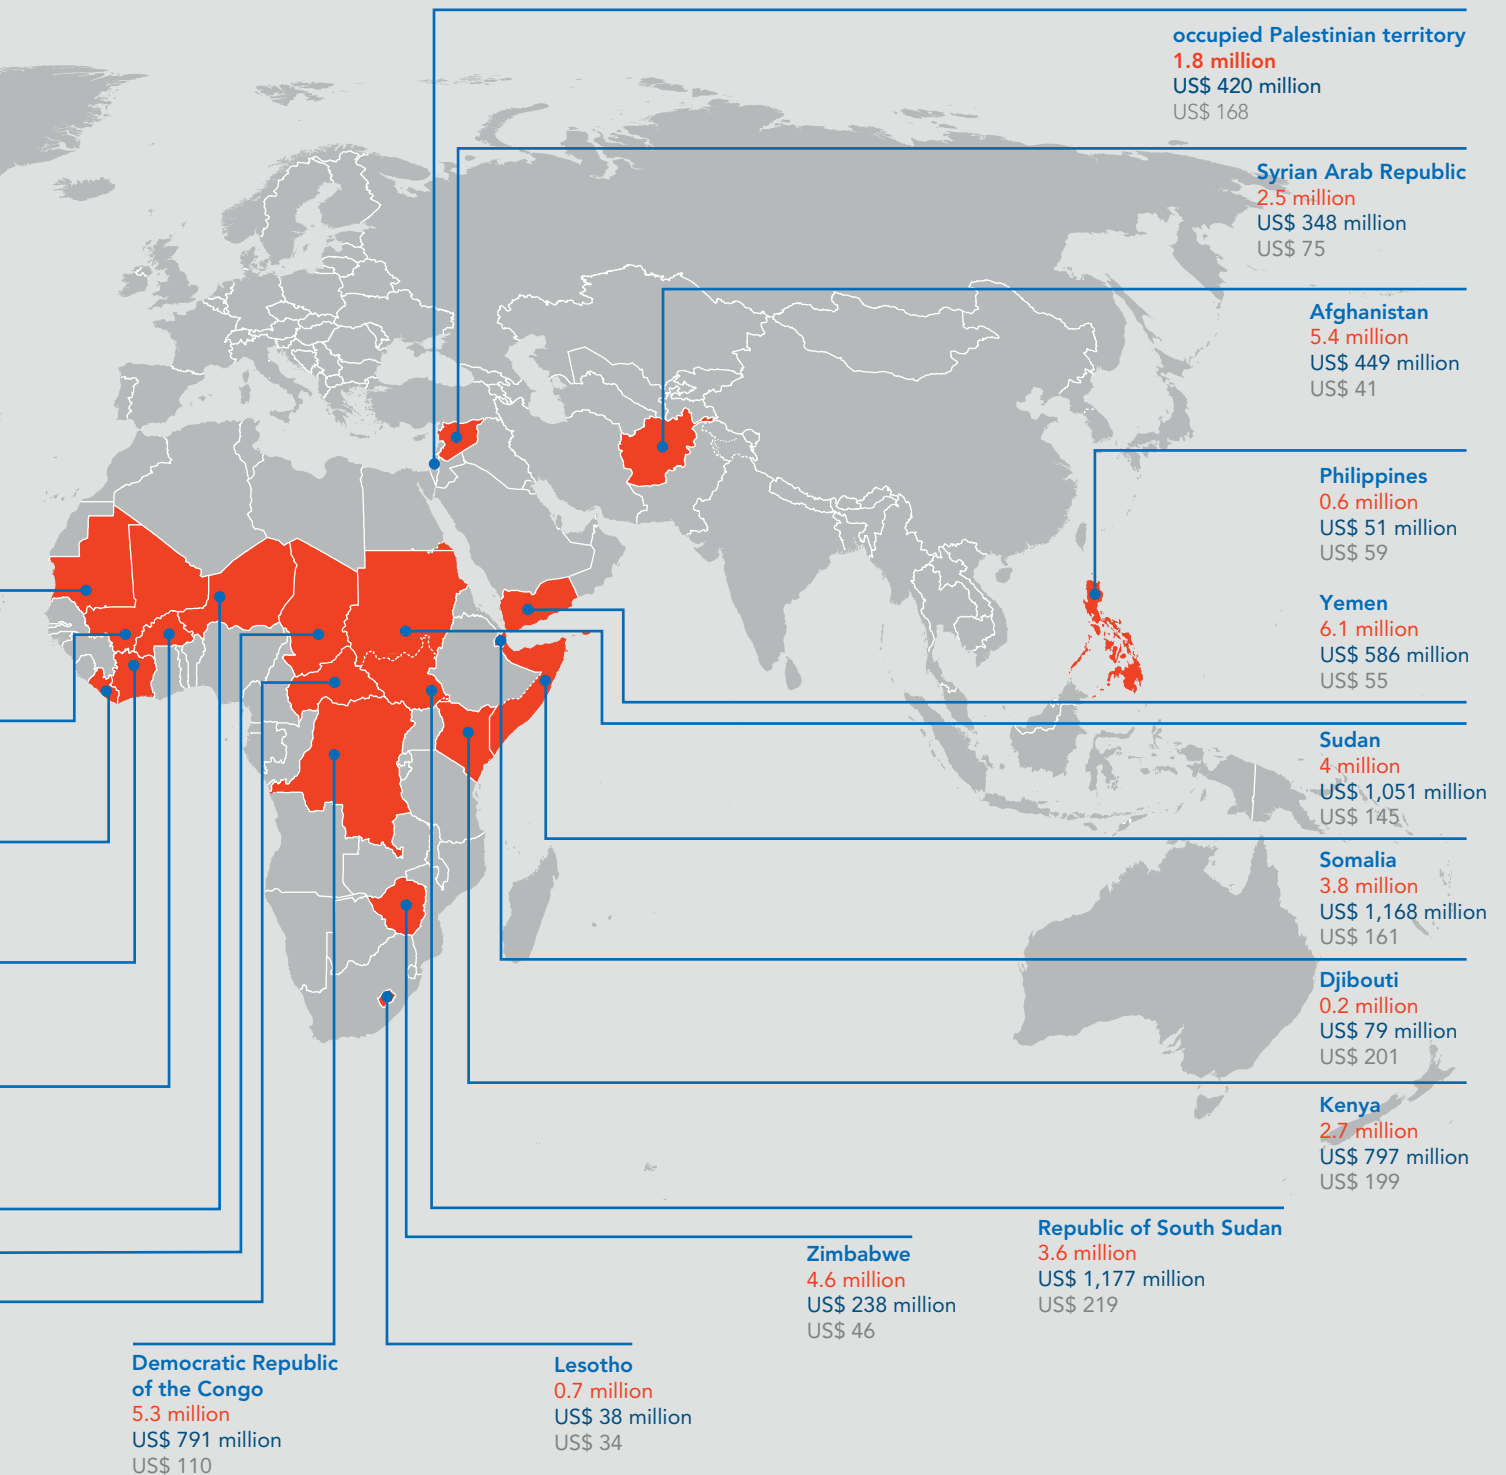 occupied Palestinian territory
1.8 million
US$ 420 million
US$ 168
Syrian Arab Republic
2.5 million
US$ 348 million
US$ 75
Afghanistan
5.4 million
US$ 449 million
US$ 41
Philippines
0.6 million
US$ 51 million
US$ 59
Yemen
6.1 million
US$ 586 million
US$ 55
Sudan
4 million
US$ 1,051 million
US$ 145
Somalia
3.8 million
US$ 1,168 million
US$ 161
Djibouti
0.2 million
US$ 79 million
US$ 201
Kenya
2.7 million
US$ 797 million
US$ 199
Republic of South Sudan
3.6 million
US$ 1,177 million
US$ 219
Zimbabwe
4.6 million
US$ 238 million
US$ 46
Lesotho
0.7 million
US$ 38 million
US$ 34
Democratic Republic
of the Congo
5.3 million
US$ 791 million
US$ 110